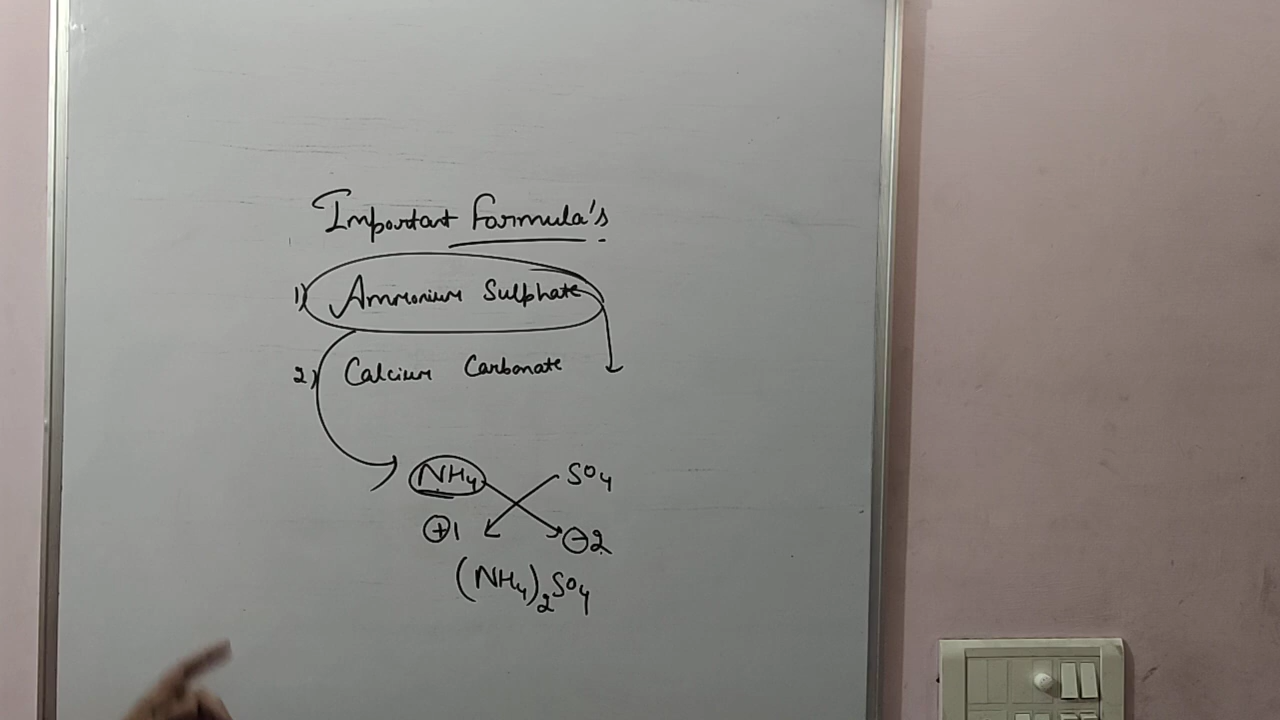 Important Formula's
1) Ammonium Sulphate
2) Calcium Carbonate
NH4 SO4
+1 -2
(NH4)2SO4